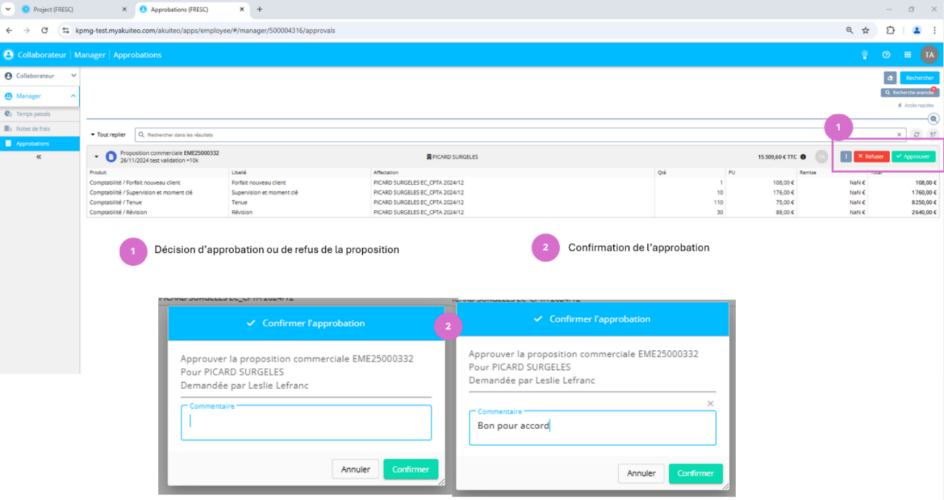 Project (FRESC)
Approbations (FRESC)
kpmg-test.myakuiteo.com/akuiteo/apps/employee/#/manager/500004316/approvals
Collaborateur | Manager | Approbations
TA
Collaborateur
Manager
Temps passés
Notes de frais
Approbations
Rechercher
Recherche avancée
Accès rapides
1
Tout replier
Rechercher dans les résultats
Proposition commerciale EME25000332
26/11/2024 test validation +10k
PICARD SURGELES
15 309,60 € TTC
TA
Refuser
Approuver
Produit Libellé Affectation Qté PU Remise Total
Comptabilité / Forfait nouveau client Forfait nouveau client PICARD SURGELES EC_CPTA 2024/12 1 108,00 € NaN € 108,00 €
Comptabilité / Supervision et moment clé Supervision et moment clé PICARD SURGELES EC_CPTA 2024/12 10 176,00 € NaN € 1 760,00 €
Comptabilité / Tenue Tenue PICARD SURGELES EC_CPTA 2024/12 110 75,00 € NaN € 8 250,00 €
Comptabilité / Révision Révision PICARD SURGELES EC_CPTA 2024/12 30 88,00 € NaN € 2 640,00 €
1 Décision d'approbation ou de refus de la proposition
2 Confirmation de l'approbation
Confirmer l'approbation
Approuver la proposition commerciale EME25000332
Pour PICARD SURGELES
Demandée par Leslie Lefranc
Commentaire
Annuler
Confirmer
2
Confirmer l'approbation
Approuver la proposition commerciale EME25000332
Pour PICARD SURGELES
Demandée par Leslie Lefranc
Commentaire
Bon pour accord
Annuler
Confirmer